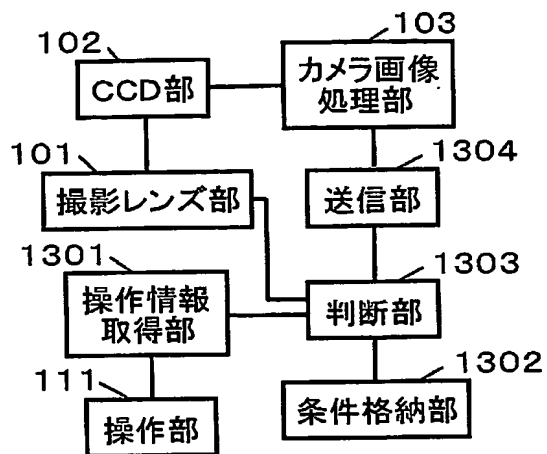 102
CCD部
103
カメラ画像
処理部
101
撮影レンズ部
1304
送信部
1301
操作情報
取得部
1303
判断部
111
操作部
1302
条件格納部